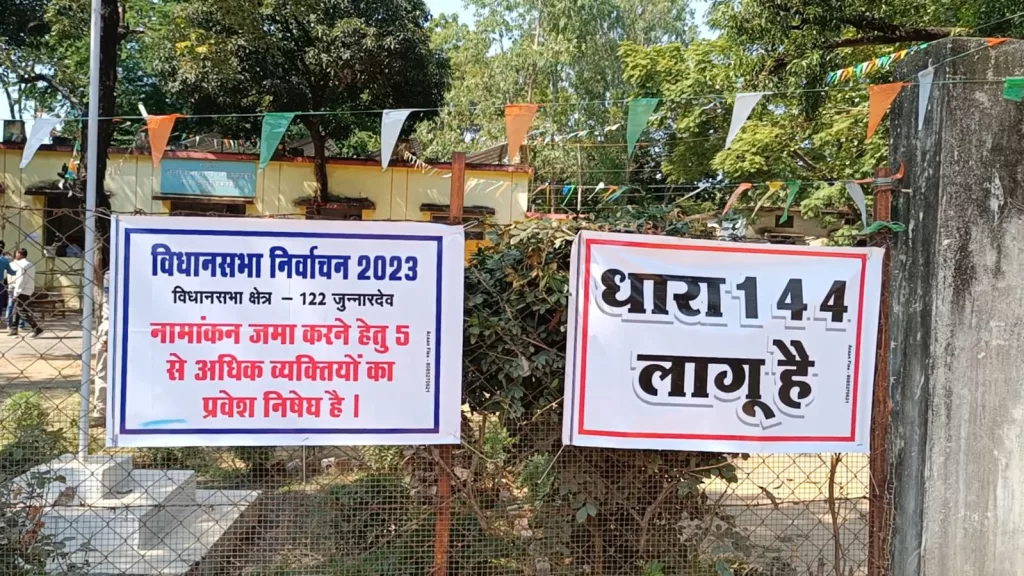 विधानसभा निर्वाचन 2023
विधानसभा क्षेत्र – 122 जुन्नारदेव
नामांकन जमा करने हेतु 5
से अधिक व्यक्तियों का
प्रवेश निषेघ है ।
धारा 144
लागू है